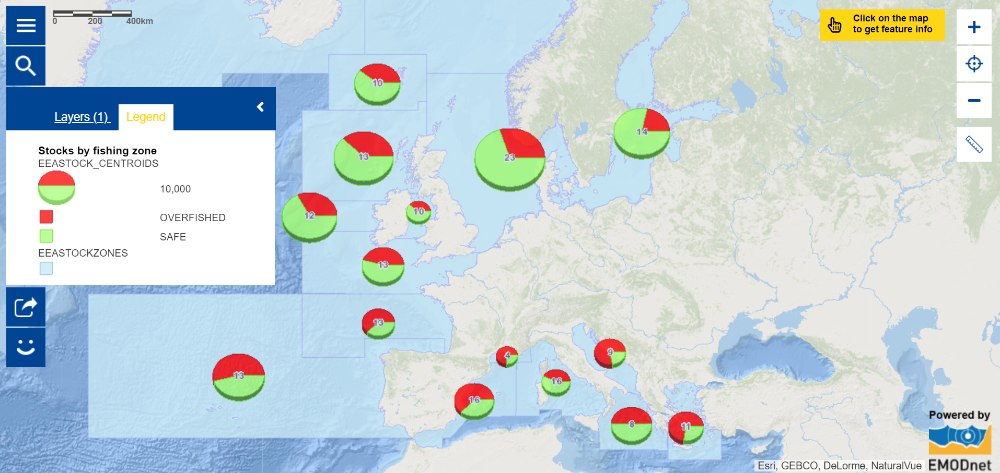 0 200 400km
Click on the map
to get feature info
Layers (1)
Legend
Stocks by fishing zone
EEASTOCK_CENTROIDS
10,000
OVERFISHED
SAFE
EEASTOCKZONES
10
14
13
23
10
12
13
13
9
4
13
16
16
8
11
Powered by
EMODnet
Esri, GEBCO, DeLorme, NaturalVue